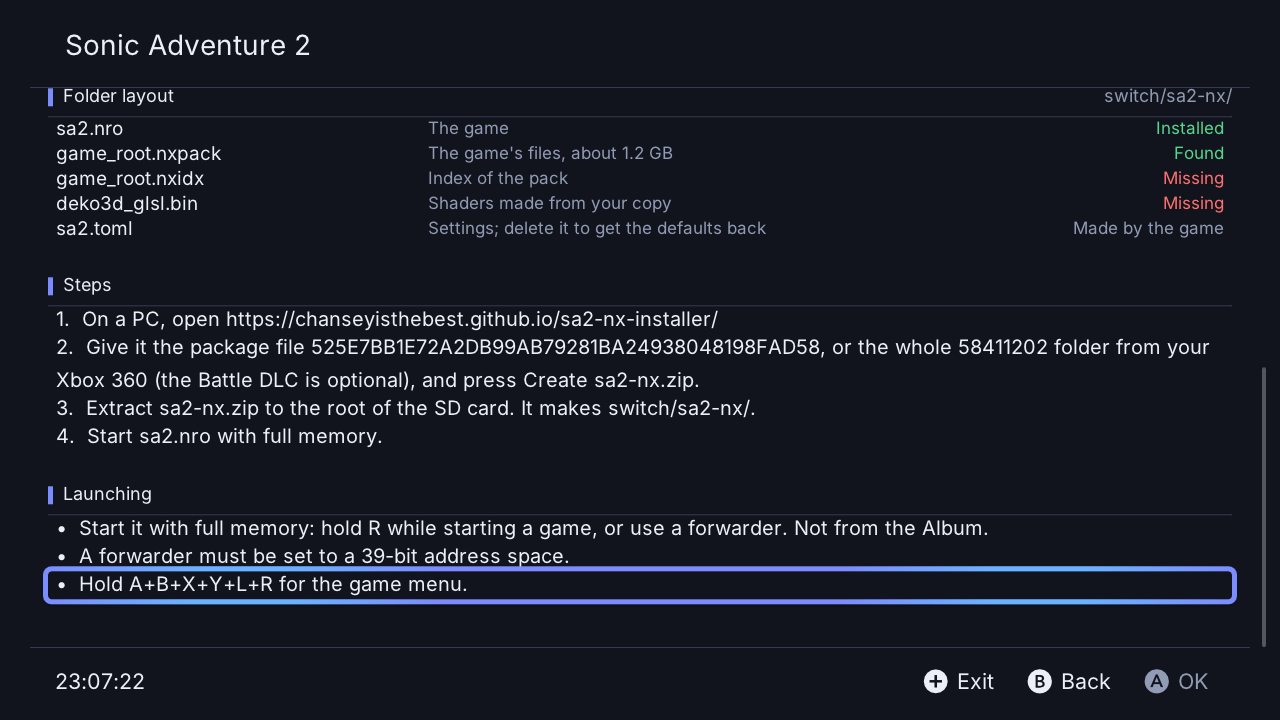 Sonic Adventure 2
Folder layout switch/sa2-nx/
sa2.nro The game Installed
game_root.nxpack The game's files, about 1.2 GB Found
game_root.nxidx Index of the pack Missing
deko3d_glsl.bin Shaders made from your copy Missing
sa2.toml Settings; delete it to get the defaults back Made by the game
Steps
1. On a PC, open https://chanseyisthebest.github.io/sa2-nx-installer/
2. Give it the package file 525E7BB1E72A2DB99AB79281BA24938048198FAD58, or the whole 58411202 folder from your
Xbox 360 (the Battle DLC is optional), and press Create sa2-nx.zip.
3. Extract sa2-nx.zip to the root of the SD card. It makes switch/sa2-nx/.
4. Start sa2.nro with full memory.
Launching
• Start it with full memory: hold R while starting a game, or use a forwarder. Not from the Album.
• A forwarder must be set to a 39-bit address space.
• Hold A+B+X+Y+L+R for the game menu.
23:07:22 + Exit B Back A OK